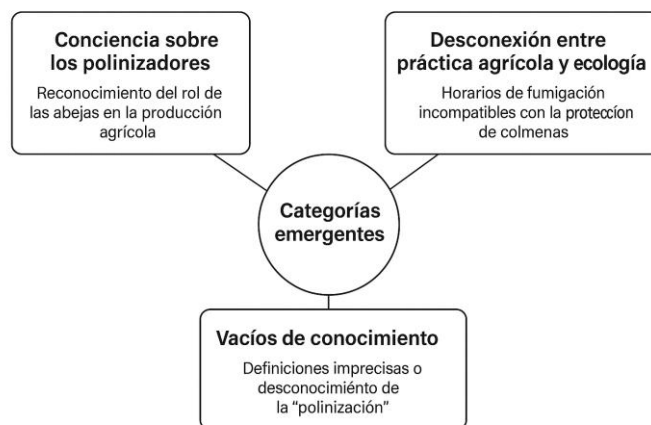 Conciencia sobre
los polinizadores
Reconocimiento del rol de
las abejas en la producción
agrícola
Desconexión entre
práctica agrícola y ecología
Horarios de fumigación
incompatibles con la protección
de colmenas
Categorías
emergentes
Vacíos de conocimiento
Definiciones imprecisas o
desconocimiénto de
la “polinización”